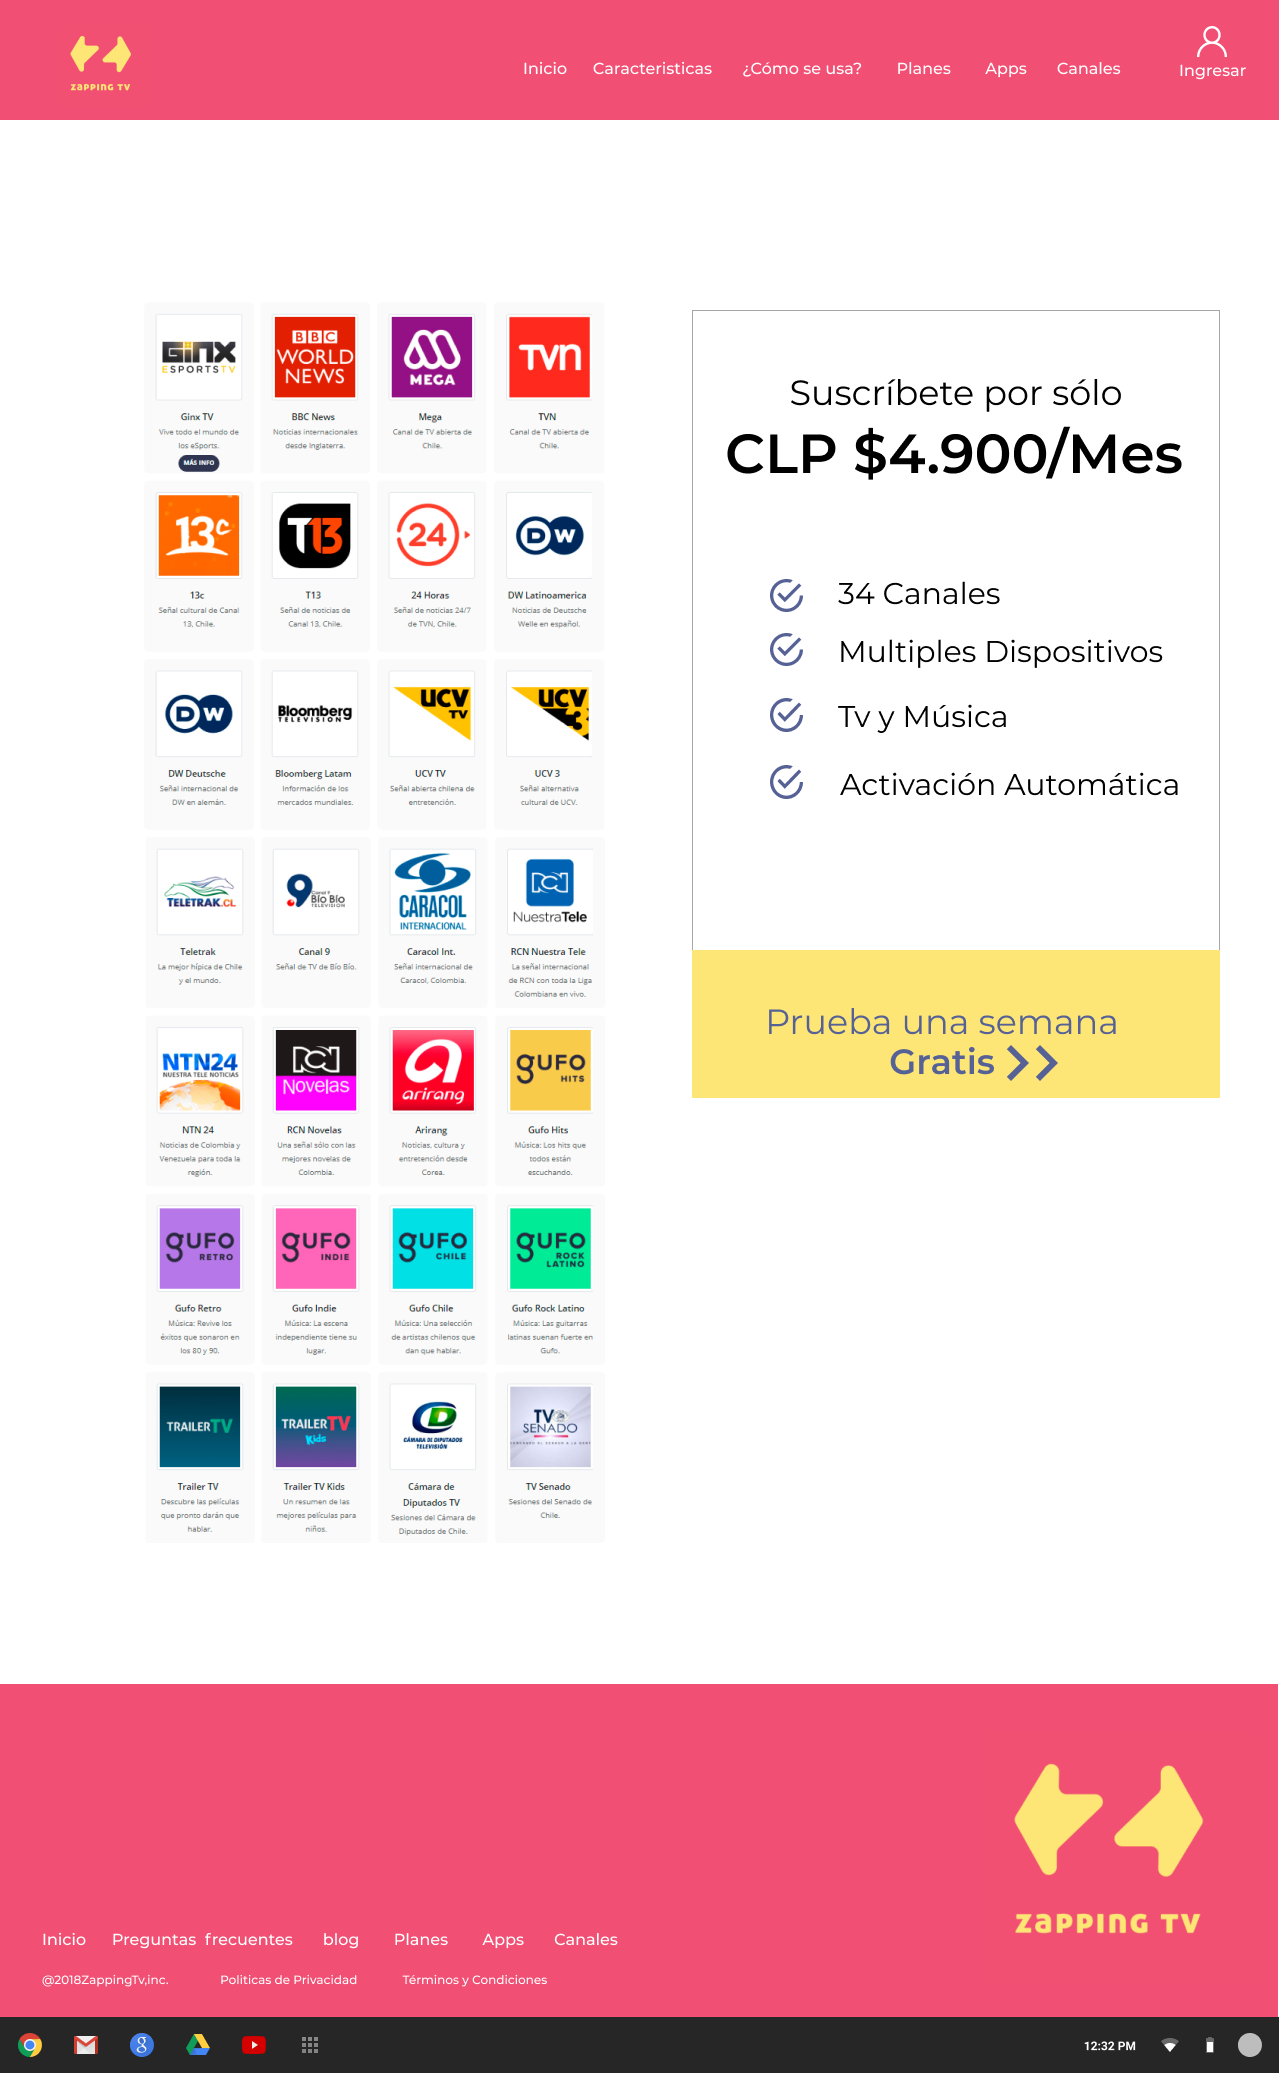 Inicio Caracteristicas ¿Cómo se usa? Planes Apps Canales Ingresar
ZAPPING TV
GINX
ESPORTSTV
Ginx TV
Vive todo el mundo de
los eSports.
MÁS INFO
BBC
WORLD
NEWS
BBC News
Noticias internacionales
desde Inglaterra.
MEGA
Mega
Canal de TV abierta de
Chile.
TVN
TVN
Canal de TV abierta de
Chile.
13c
13c
Señal cultural de Canal
13, Chile.
T13
T13
Señal de noticias de
Canal 13, Chile.
24
24 Horas
Señal de noticias 24/7
de TVN, Chile.
DW
DW Latinoamerica
Noticias de Deutsche
Welle en español.
DW
DW Deutsche
Señal internacional de
DW en alemán.
Bloomberg
TELEVISION
Bloomberg Latam
Información de los
mercados mundiales.
UCV
TV
UCV TV
Señal abierta chilena de
entretención.
UCV
3
UCV 3
Señal alternativa
cultural de UCV.
TELETRAK.CL
Teletrak
La mejor hípica de Chile
y el mundo.
Canal 9
Bío Bío
TELEVISION
Canal 9
Señal de TV de Bío Bío.
CARACOL
INTERNACIONAL
Caracol Int.
Señal internacional de
Caracol, Colombia.
RCN
NuestraTele
RCN Nuestra Tele
La señal internacional
de RCN con toda la Liga
Colombiana en vivo.
NTN24
NUESTRA TELE NOTICIAS
NTN 24
Noticias de Colombia y
Venezuela para toda la
región.
RCN
Novelas
RCN Novelas
Una señal sólo con las
mejores novelas de
Colombia.
arirang
Arirang
Noticias, cultura y
entretención desde
Corea.
gUFO
HITS
Gufo Hits
Música: Los hits que
todos están
escuchando.
gUFO
RETRO
Gufo Retro
Música: Revive los
éxitos que sonaron en
los 80 y 90.
gUFO
INDIE
Gufo Indie
Música: La escena
independiente tiene su
lugar.
gUFO
CHILE
Gufo Chile
Música: Una selección
de artistas chilenos que
dan que hablar.
gUFO
ROCK
LATINO
Gufo Rock Latino
Música: Las guitarras
latinas suenan fuerte en
Gufo.
TRAILERTV
Trailer TV
Descubre las películas
que pronto darán que
hablar.
TRAILERTV
Kids
Trailer TV Kids
Un resumen de las
mejores películas para
niños.
CÁMARA DE DIPUTADOS
TELEVISIÓN
Cámara de
Diputados TV
Sesiones del Cámara de
Diputados de Chile.
TV
SENADO
TV Senado
Sesiones del Senado de
Chile.
Suscríbete por sólo
CLP $4.900/Mes
34 Canales
Multiples Dispositivos
Tv y Música
Activación Automática
Prueba una semana
Gratis
ZAPPING TV
Inicio Preguntas frecuentes blog Planes Apps Canales
@2018ZappingTv,inc. Politicas de Privacidad Términos y Condiciones
12:32 PM